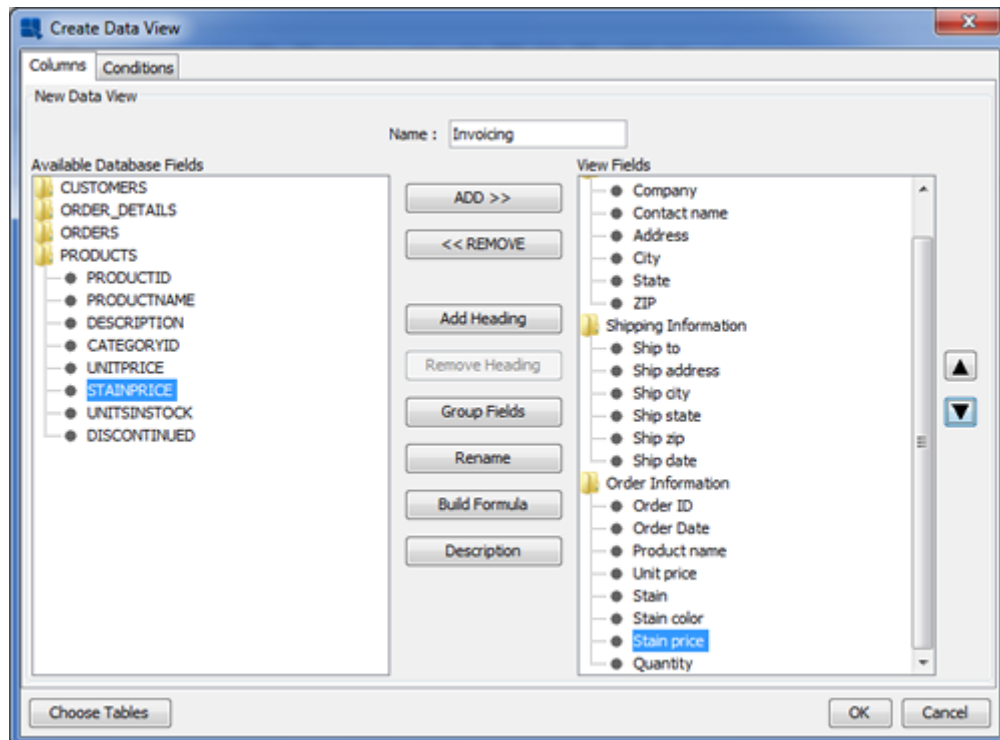 Create Data View
Columns
Conditions
New Data View
Name :
Invoicing
Available Database Fields
CUSTOMERS
ORDER_DETAILS
ORDERS
PRODUCTS
PRODUCTID
PRODUCTNAME
DESCRIPTION
CATEGORYID
UNITPRICE
STAINPRICE
UNITSINSTOCK
DISCONTINUED
ADD >>
<< REMOVE
Add Heading
Remove Heading
Group Fields
Rename
Build Formula
Description
View Fields
Company
Contact name
Address
City
State
ZIP
Shipping Information
Ship to
Ship address
Ship city
Ship state
Ship zip
Ship date
Order Information
Order ID
Order Date
Product name
Unit price
Stain
Stain color
Stain price
Quantity
Choose Tables
OK
Cancel